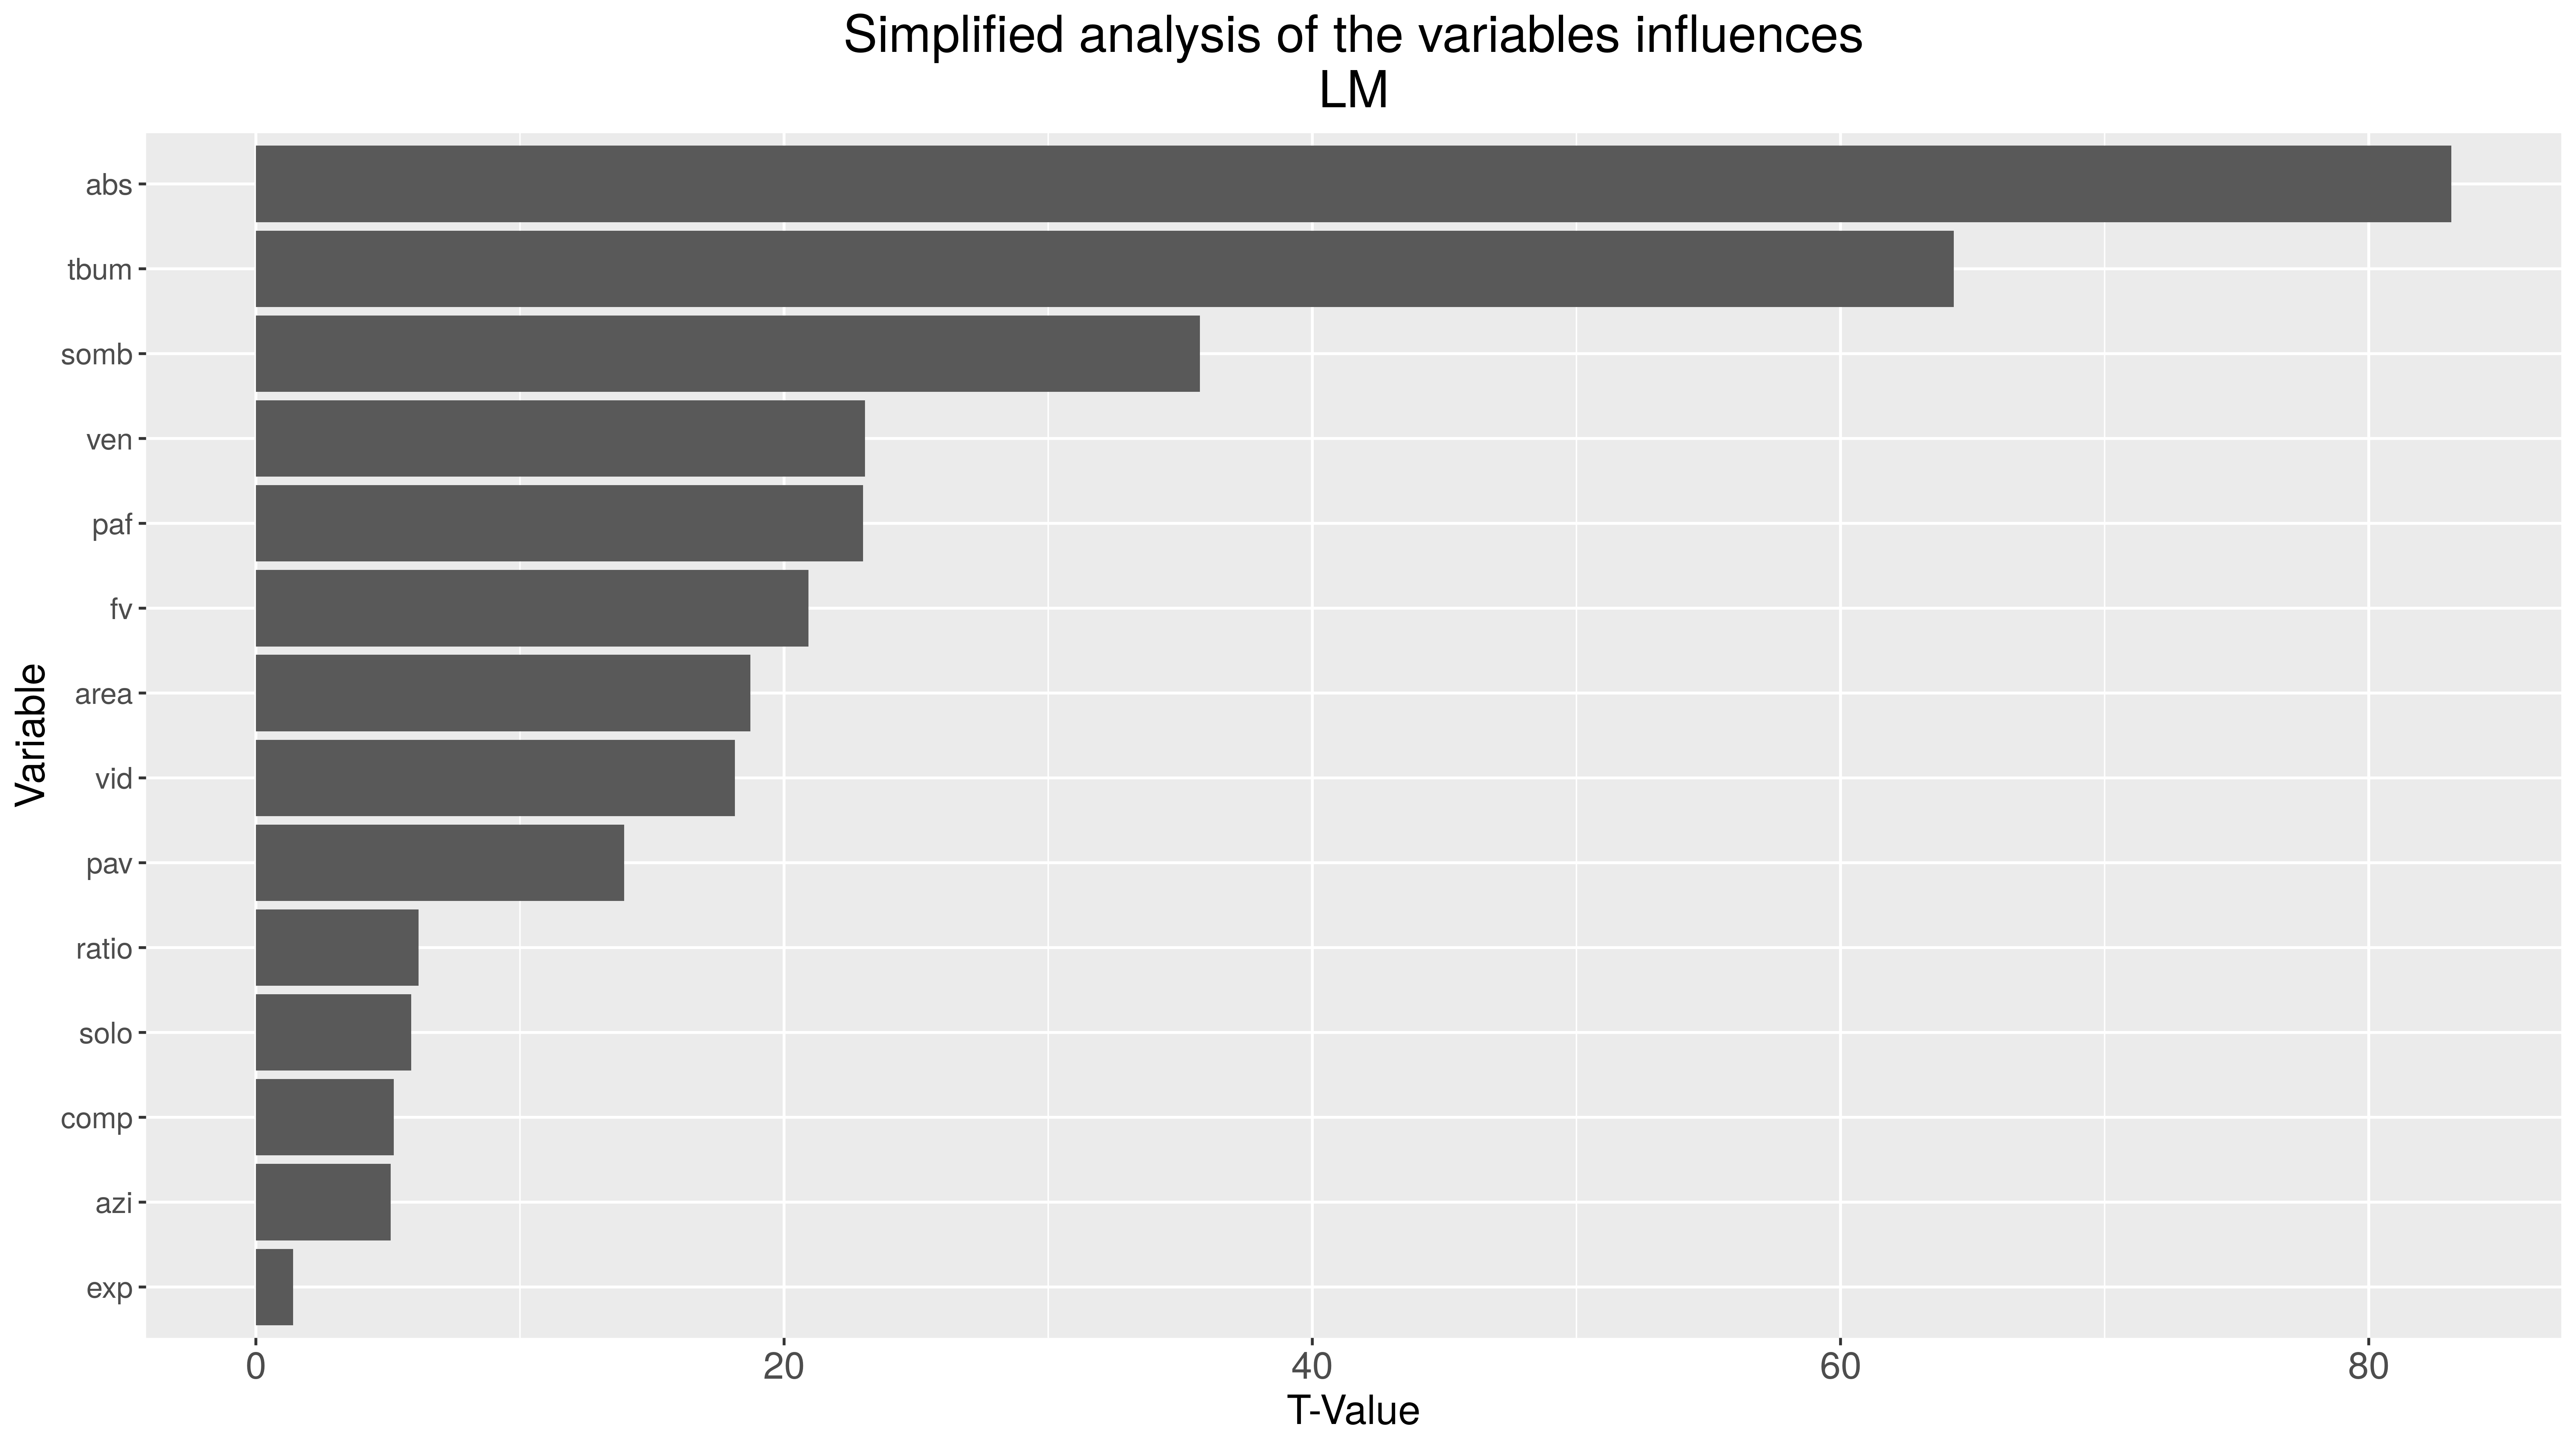 Simplified analysis of the variables influences
LM
abs
tbum
somb
ven
paf
fv
area
vid
pav
ratio
solo
comp
azi
exp
Variable
0 20 40 60 80
T-Value